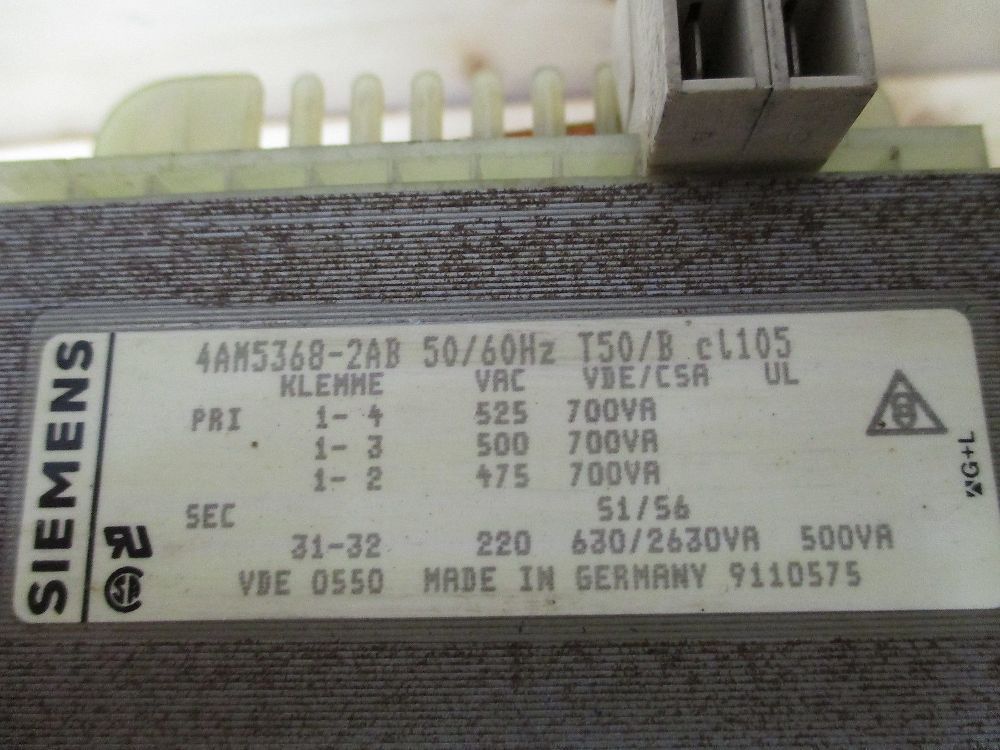 SIEMENS
4AM5368-2AB 50/60Hz T50/B cl105
KLEMME VAC VDE/CSA UL
PRI 1- 4 525 700VA
1- 3 500 700VA
1- 2 475 700VA
SEC S1/S6
31-32 220 630/2630VA 500VA
VDE 0550 MADE IN GERMANY 9110575
G+L